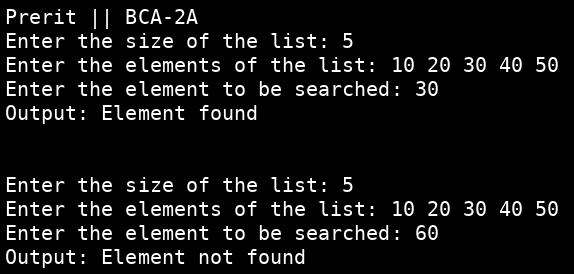 Prerit || BCA-2A
Enter the size of the list: 5
Enter the elements of the list: 10 20 30 40 50
Enter the element to be searched: 30
Output: Element found
Enter the size of the list: 5
Enter the elements of the list: 10 20 30 40 50
Enter the element to be searched: 60
Output: Element not found